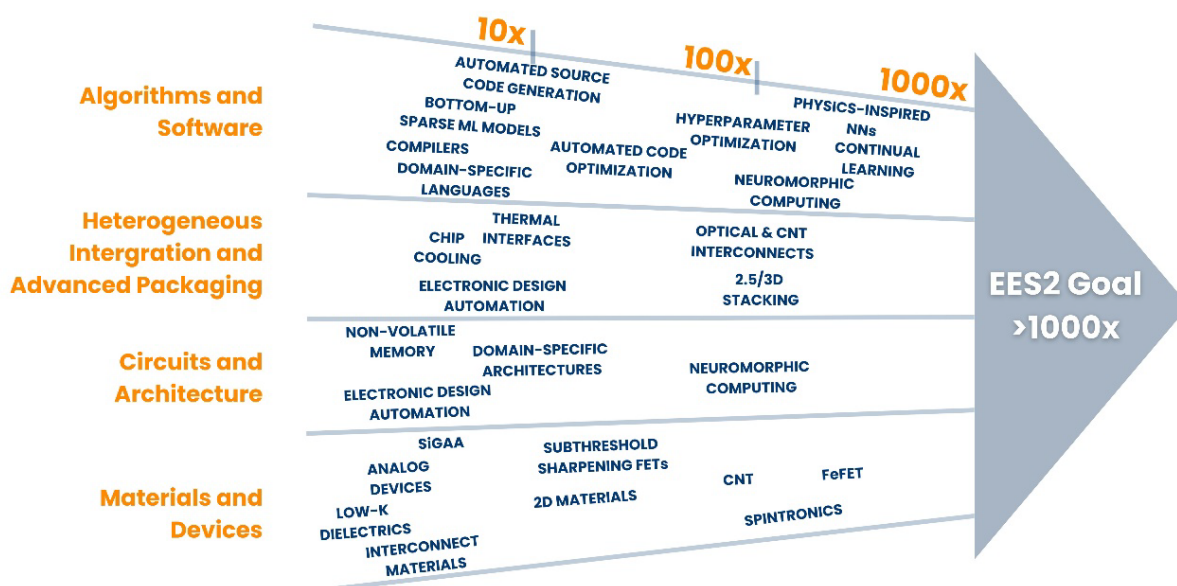 10x
100x
1000x
Algorithms and
Software
AUTOMATED SOURCE
CODE GENERATION
BOTTOM-UP
SPARSE ML MODELS
COMPILERS
DOMAIN-SPECIFIC
LANGUAGES
AUTOMATED CODE
OPTIMIZATION
HYPERPARAMETER
OPTIMIZATION
PHYSICS-INSPIRED
NNs
CONTINUAL
LEARNING
NEUROMORPHIC
COMPUTING
Heterogeneous
Intergration and
Advanced Packaging
THERMAL
INTERFACES
CHIP
COOLING
ELECTRONIC DESIGN
AUTOMATION
OPTICAL & CNT
INTERCONNECTS
2.5/3D
STACKING
Circuits and
Architecture
NON-VOLATILE
MEMORY
DOMAIN-SPECIFIC
ARCHITECTURES
ELECTRONIC DESIGN
AUTOMATION
NEUROMORPHIC
COMPUTING
Materials and
Devices
SiGAA
ANALOG
DEVICES
LOW-K
DIELECTRICS
INTERCONNECT
MATERIALS
SUBTHRESHOLD
SHARPENING FETs
2D MATERIALS
CNT
FeFET
SPINTRONICS
EES2 Goal
>1000x